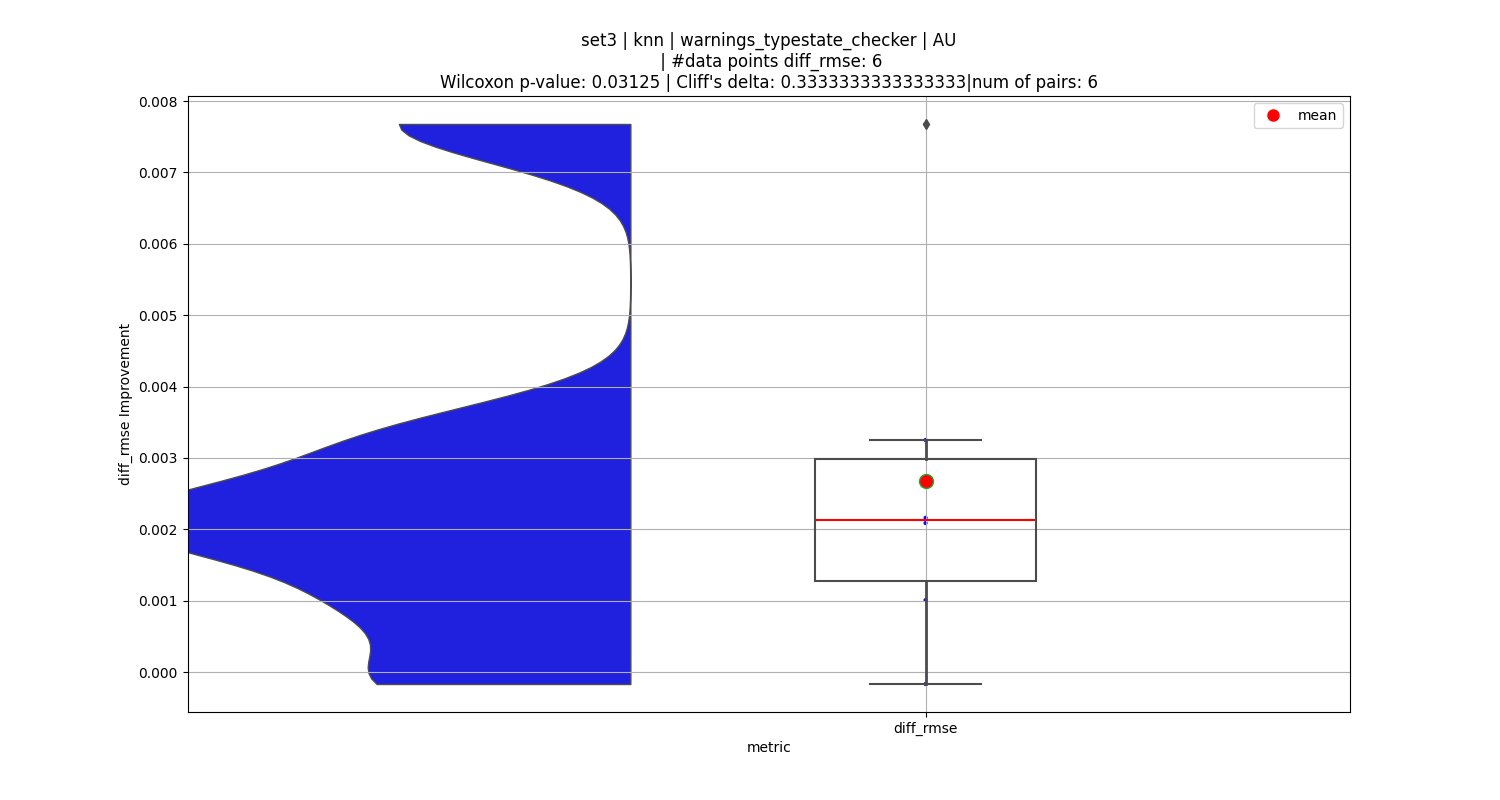 set3 | knn | warnings_typestate_checker | AU
| #data points diff_rmse: 6
Wilcoxon p-value: 0.03125 | Cliff's delta: 0.3333333333333333|num of pairs: 6
mean
0.008
0.007
0.006
0.005
0.004
0.003
0.002
0.001
0.000
diff_rmse Improvement
diff_rmse
metric